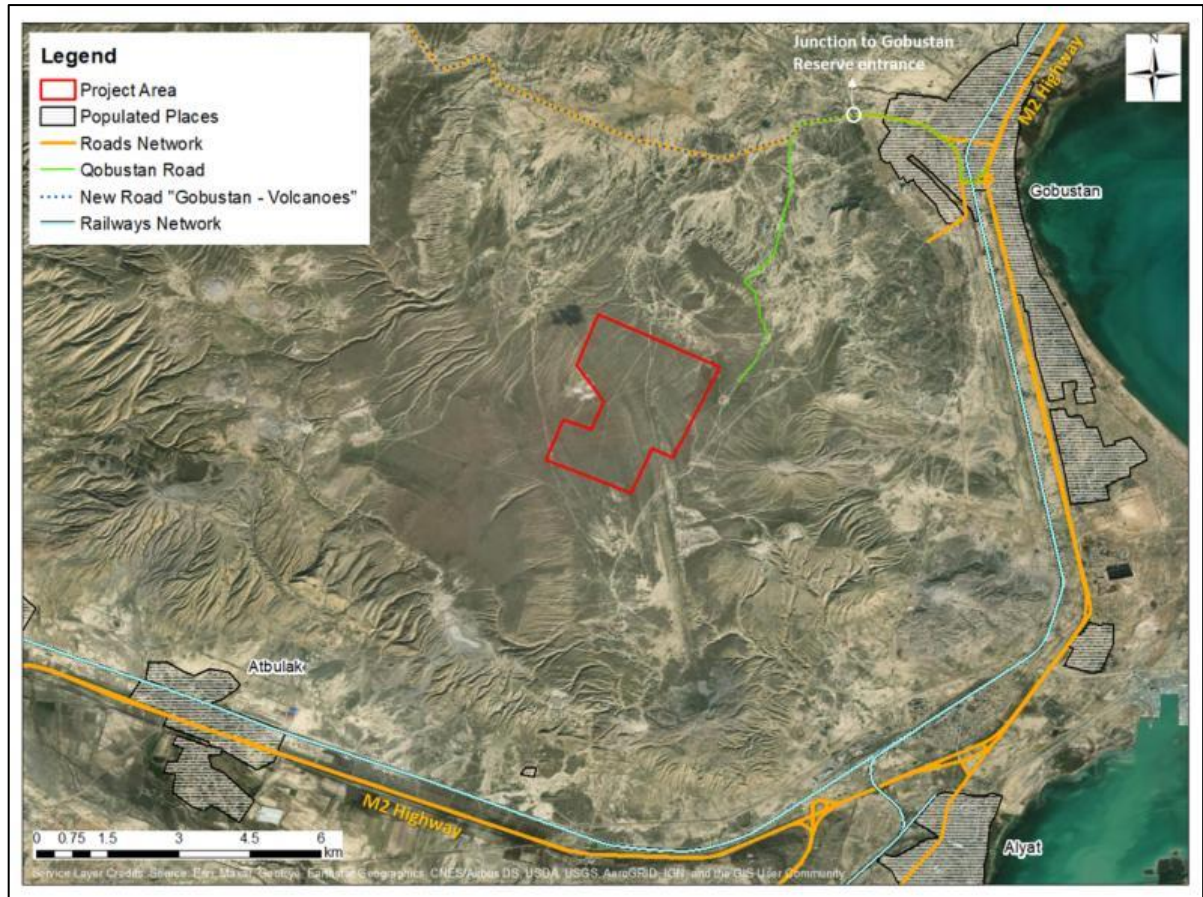 Legend
Project Area
Populated Places
Roads Network
Qobustan Road
New Road "Gobustan - Volcanoes"
Railways Network
Junction to Gobustan
Reserve entrance
M2 Highway
N
Gobustan
Atbulak
M2 Highway
Alyat
0 0.75 1.5 3 4.5 6
km
Service Layer Credits: Source: Esri, Maxar, GeoEye, Earthstar Geographics, CNES/Airbus DS, USDA, USGS, AeroGRID, IGN, and the GIS User Community